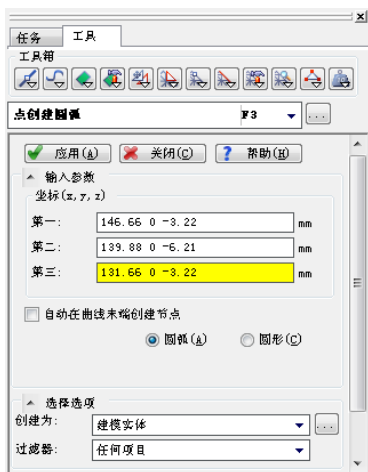 任务 工具
工具箱
点创建圆弧 F3 ...
应用(A) 关闭(C) ? 帮助(H)
输入参数
坐标(x, y, z)
第一: 146.66 0 -3.22 mm
第二: 139.88 0 -6.21 mm
第三: 131.66 0 -3.22 mm
自动在曲线末端创建节点
圆弧(A) 圆形(C)
选择选项
创建为: 建模实体 ...
过滤器: 任何项目